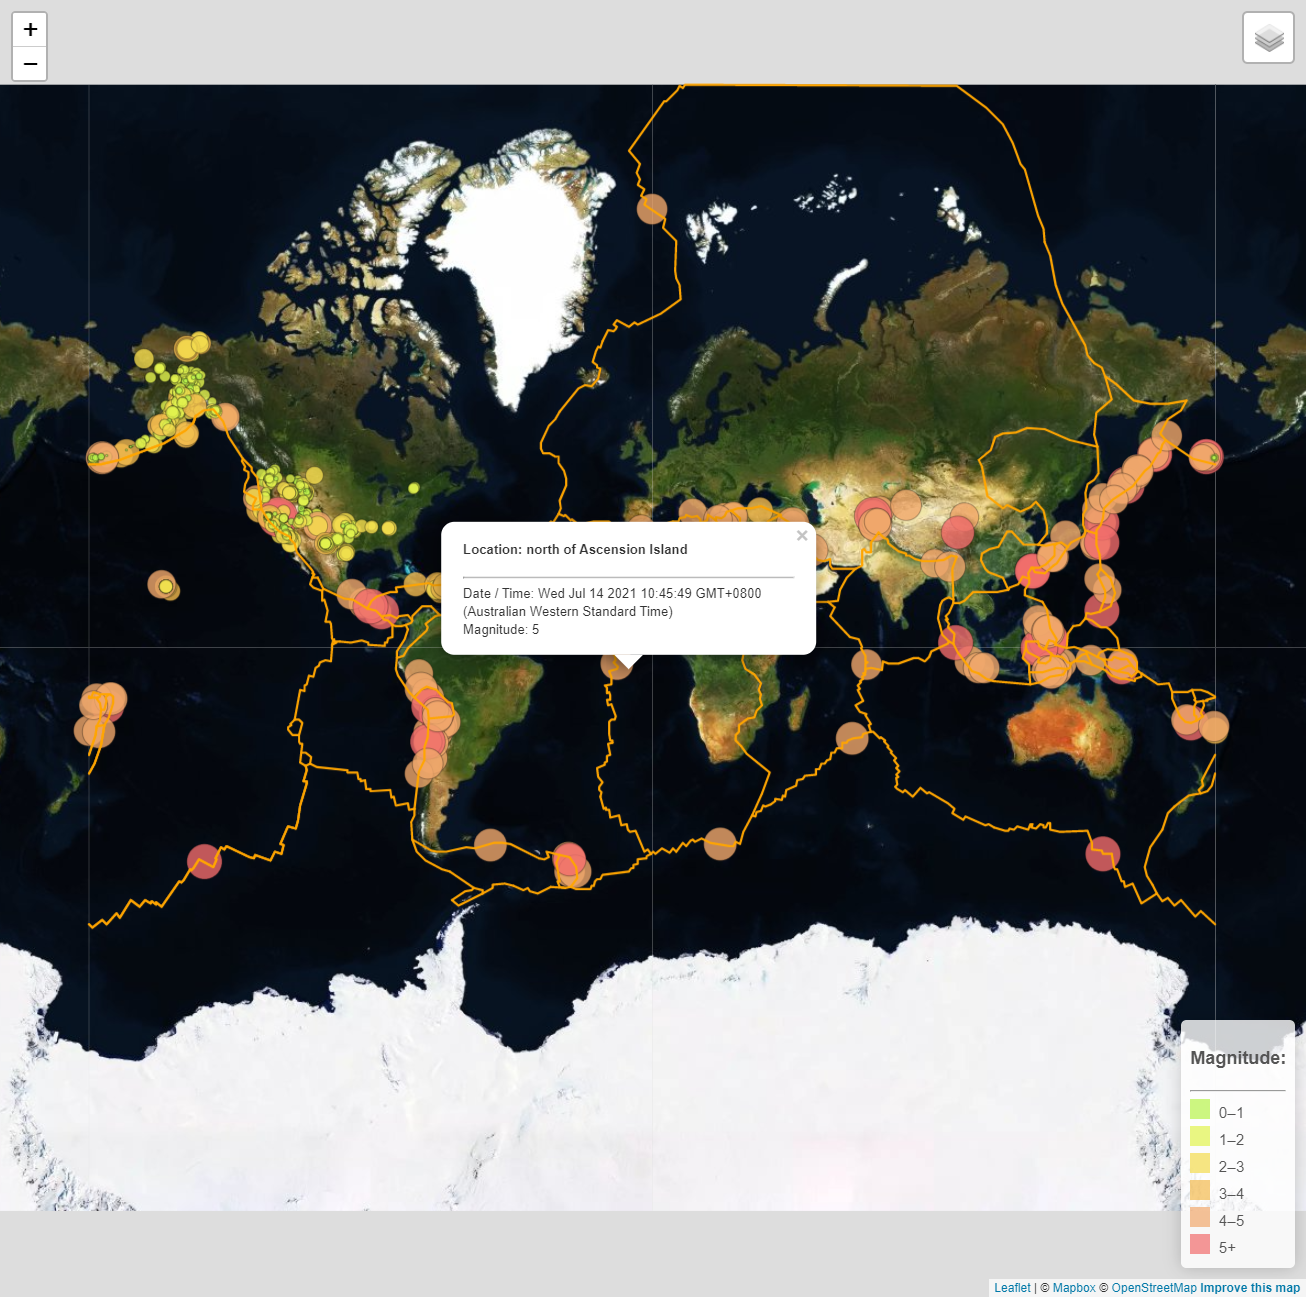 +
−
Location: north of Ascension Island
×
Date / Time: Wed Jul 14 2021 10:45:49 GMT+0800
(Australian Western Standard Time)
Magnitude: 5
Magnitude:
0–1
1–2
2–3
3–4
4–5
5+
Leaflet | © Mapbox © OpenStreetMap Improve this map